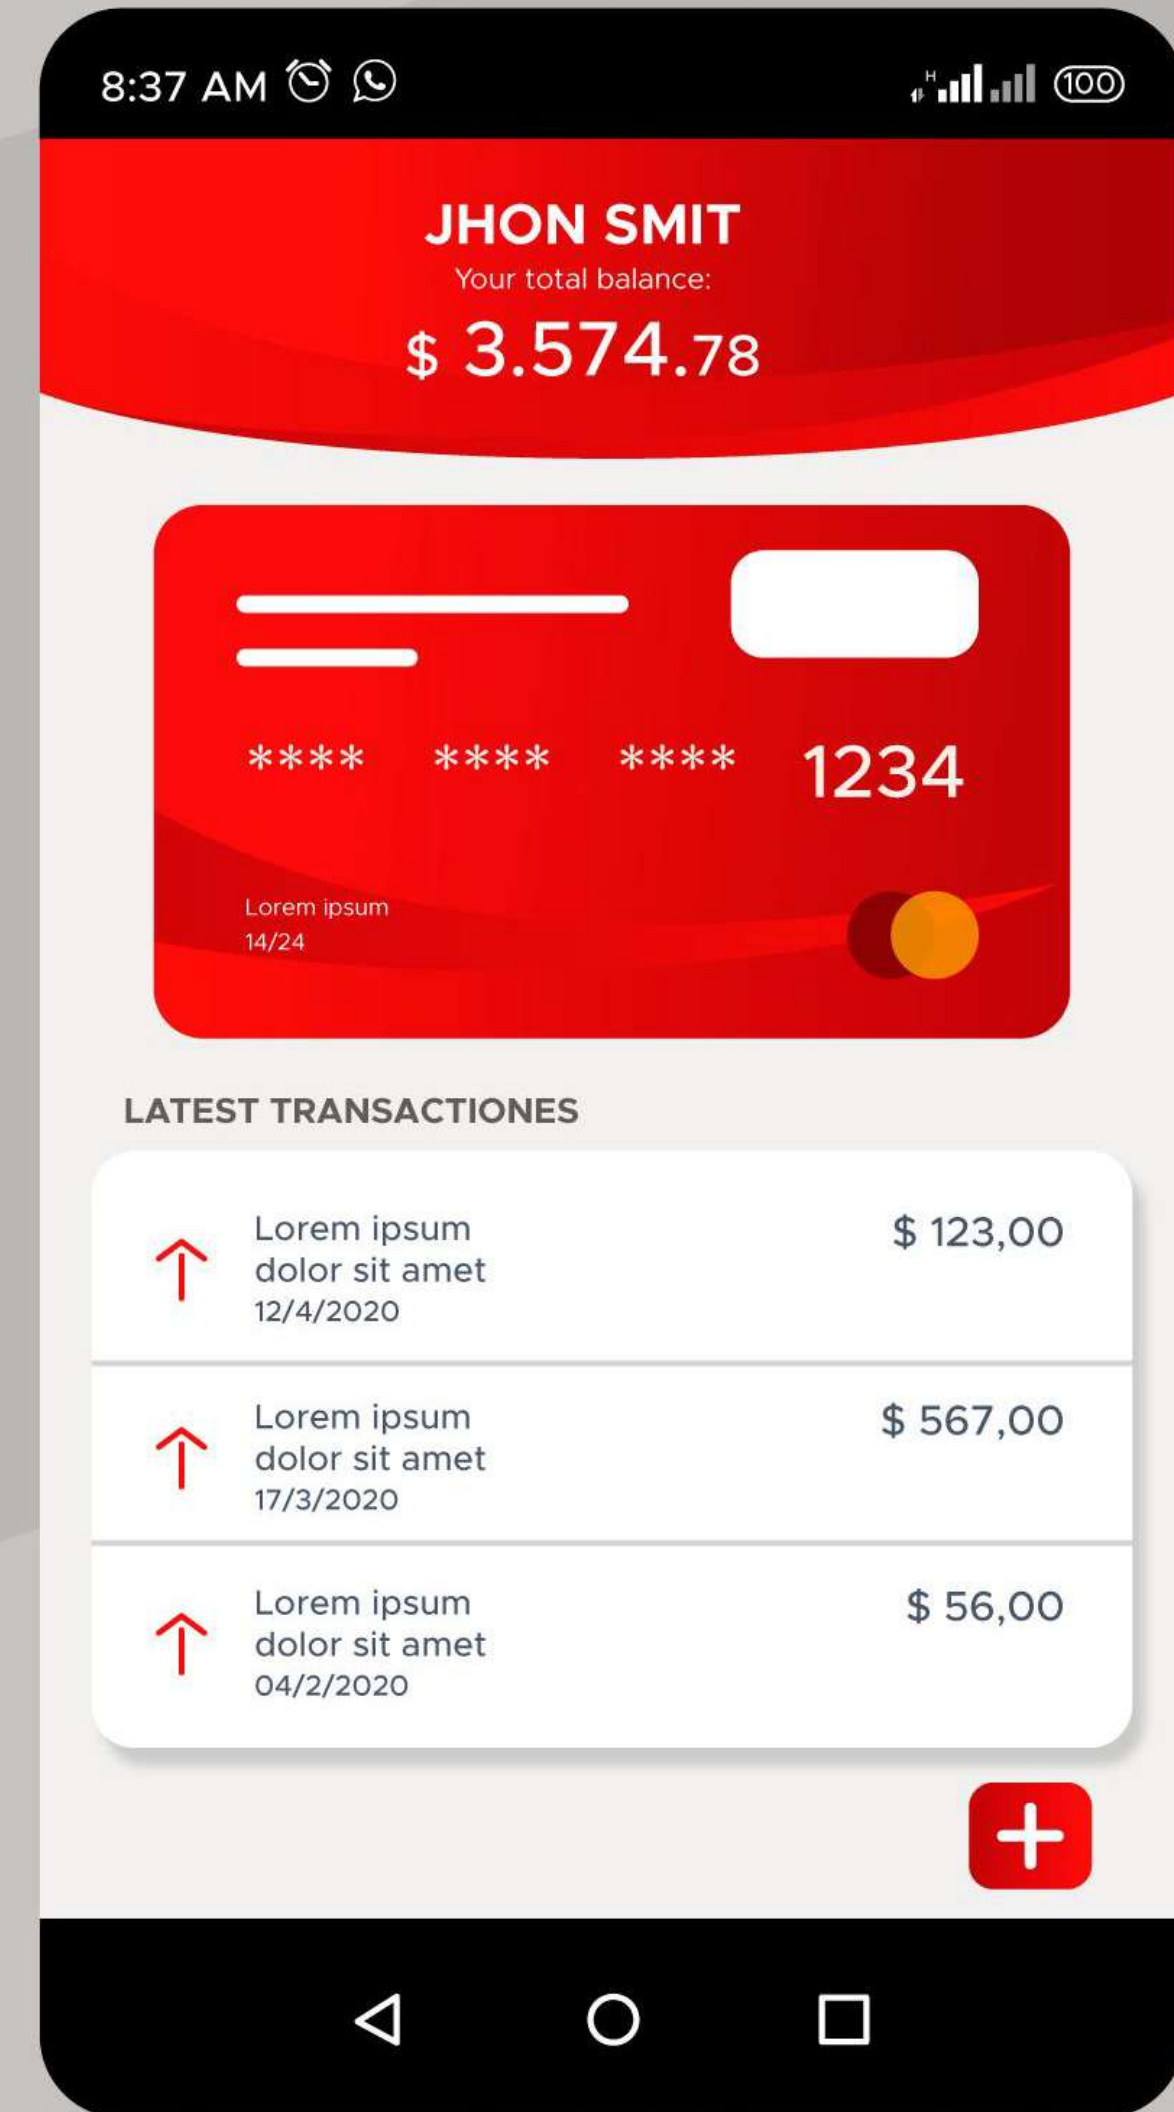 8:37 AM
H
100
JHON SMIT
Your total balance:
$ 3.574.78
**** **** **** 1234
Lorem ipsum
14/24
LATEST TRANSACTIONES
Lorem ipsum
dolor sit amet
12/4/2020
$ 123,00
Lorem ipsum
dolor sit amet
17/3/2020
$ 567,00
Lorem ipsum
dolor sit amet
04/2/2020
$ 56,00